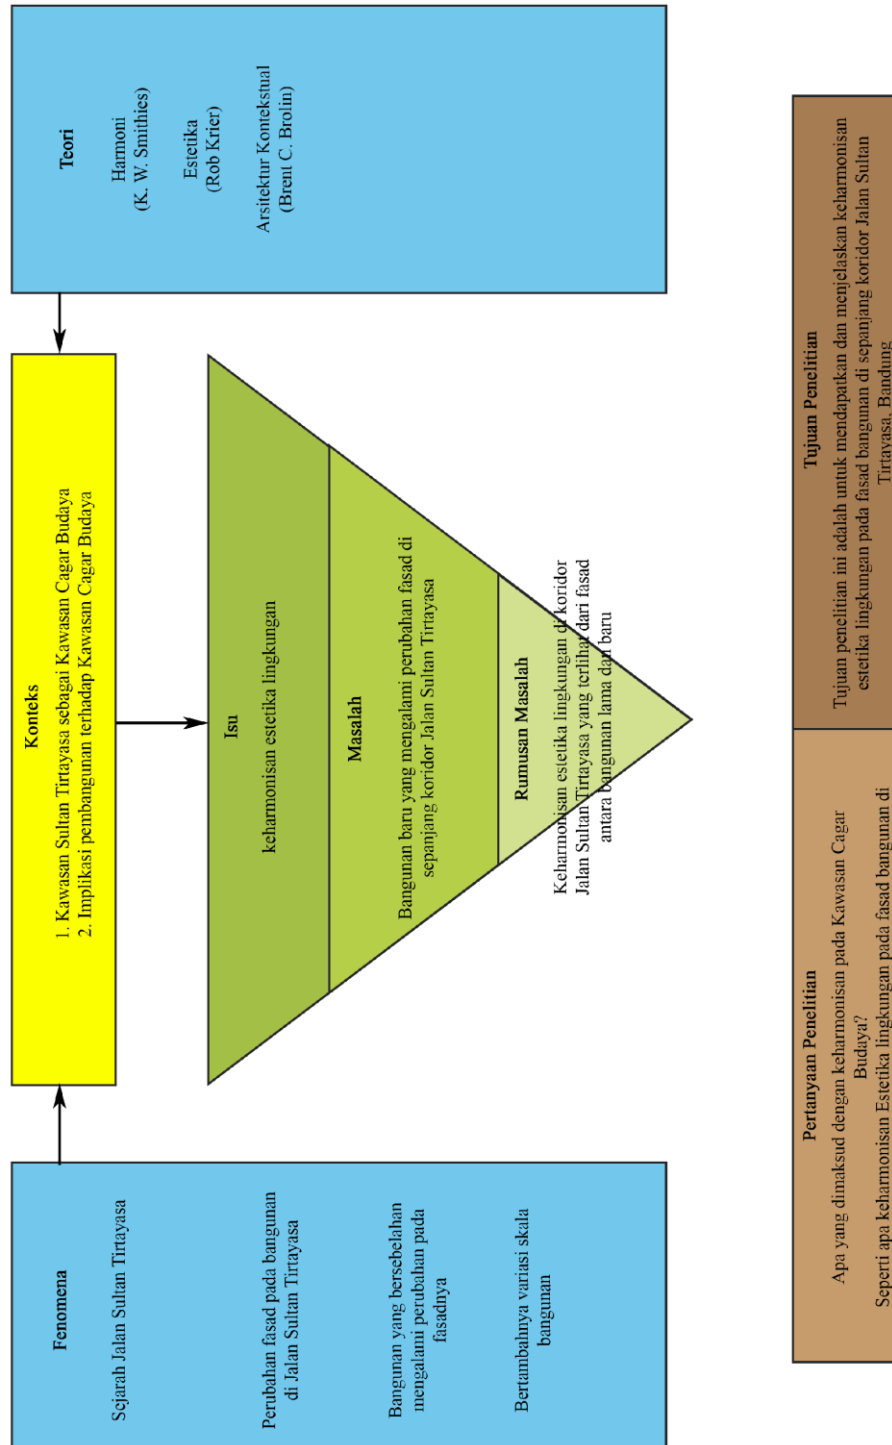 Fenomena
Sejarah Jalan Sultan Tirtayasa
Perubahan fasad pada bangunan
di Jalan Sultan Tirtayasa
Bangunan yang bersebelahan
mengalami perubahan pada
fasadnya
Bertambahnya variasi skala
bangunan
Konteks
1. Kawasan Sultan Tirtayasa sebagai Kawasan Cagar Budaya
2. Implikasi pembangunan terhadap Kawasan Cagar Budaya
Teori
Harmoni
(K. W. Smithies)
Estetika
(Rob Krier)
Arsitektur Kontekstual
(Brent C. Brolin)
Isu
keharmonisan estetika lingkungan
Masalah
Bangunan baru yang mengalami perubahan fasad di
sepanjang koridor Jalan Sultan Tirtayasa
Rumusan Masalah
Keharmonisan estetika lingkungan di koridor
Jalan Sultan Tirtayasa yang terlihat dari fasad
antara bangunan lama dan baru
Pertanyaan Penelitian
Apa yang dimaksud dengan keharmonisan pada Kawasan Cagar
Budaya?
Seperti apa keharmonisan Estetika lingkungan pada fasad bangunan di
Tujuan Penelitian
Tujuan penelitian ini adalah untuk mendapatkan dan menjelaskan keharmonisan
estetika lingkungan pada fasad bangunan di sepanjang koridor Jalan Sultan
Tirtayasa, Bandung